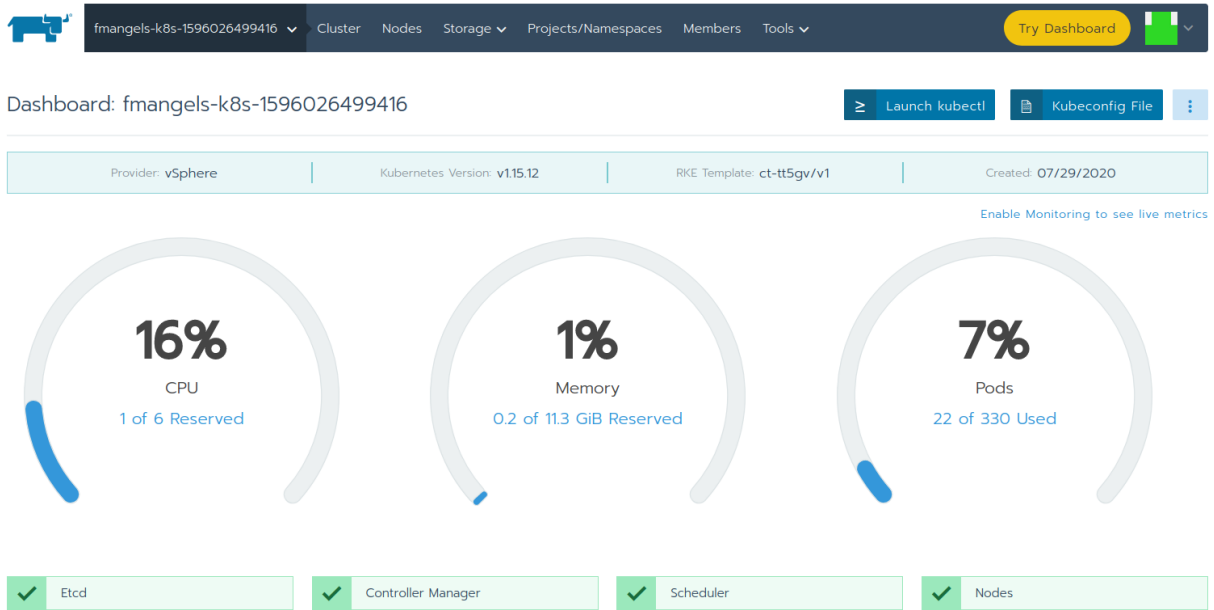 fmangels-k8s-1596026499416 Cluster Nodes Storage Projects/Namespaces Members Tools Try Dashboard
Dashboard: fmangels-k8s-1596026499416 Launch kubectl Kubeconfig File
Provider: vSphere Kubernetes Version: v1.15.12 RKE Template: ct-tt5gv/v1 Created: 07/29/2020
Enable Monitoring to see live metrics
16% 1% 7%
CPU Memory Pods
1 of 6 Reserved 0.2 of 11.3 GiB Reserved 22 of 330 Used
Etcd Controller Manager Scheduler Nodes